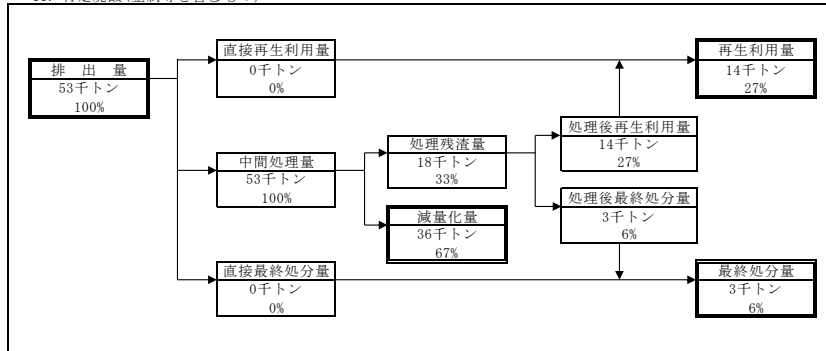 直接再生利用量
0千トン
0%
再生利用量
14千トン
27%
排 出 量
53千トン
100%
中間処理量
53千トン
100%
処理残渣量
18千トン
33%
処理後再生利用量
14千トン
27%
減量化量
36千トン
67%
処理後最終処分量
3千トン
6%
直接最終処分量
0千トン
0%
最終処分量
3千トン
6%